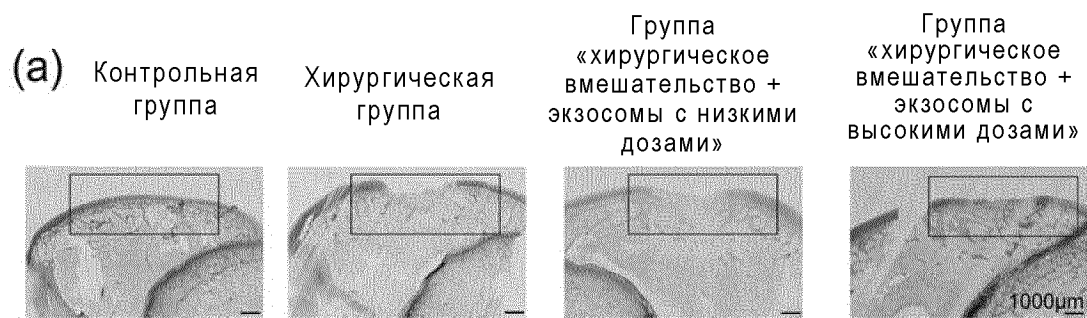 (a)
Контрольная
группа
Хирургическая
группа
Группа
«хирургическое
вмешательство +
экзосомы с низкими
дозами»
Группа
«хирургическое
вмешательство +
экзосомы с
высокими дозами»
1000μm